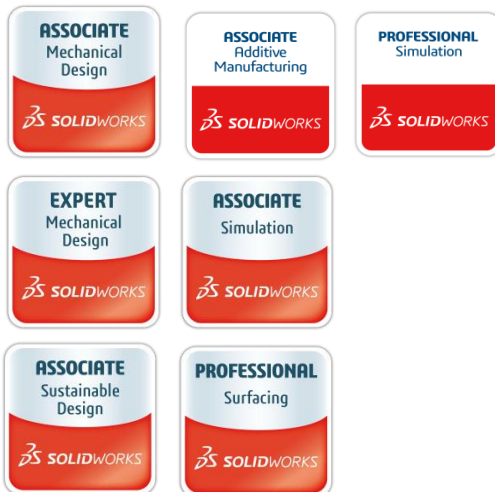 ASSOCIATE
Mechanical
Design
SOLIDWORKS
ASSOCIATE
Additive
Manufacturing
SOLIDWORKS
PROFESSIONAL
Simulation
SOLIDWORKS
EXPERT
Mechanical
Design
SOLIDWORKS
ASSOCIATE
Simulation
SOLIDWORKS
ASSOCIATE
Sustainable
Design
SOLIDWORKS
PROFESSIONAL
Surfacing
SOLIDWORKS